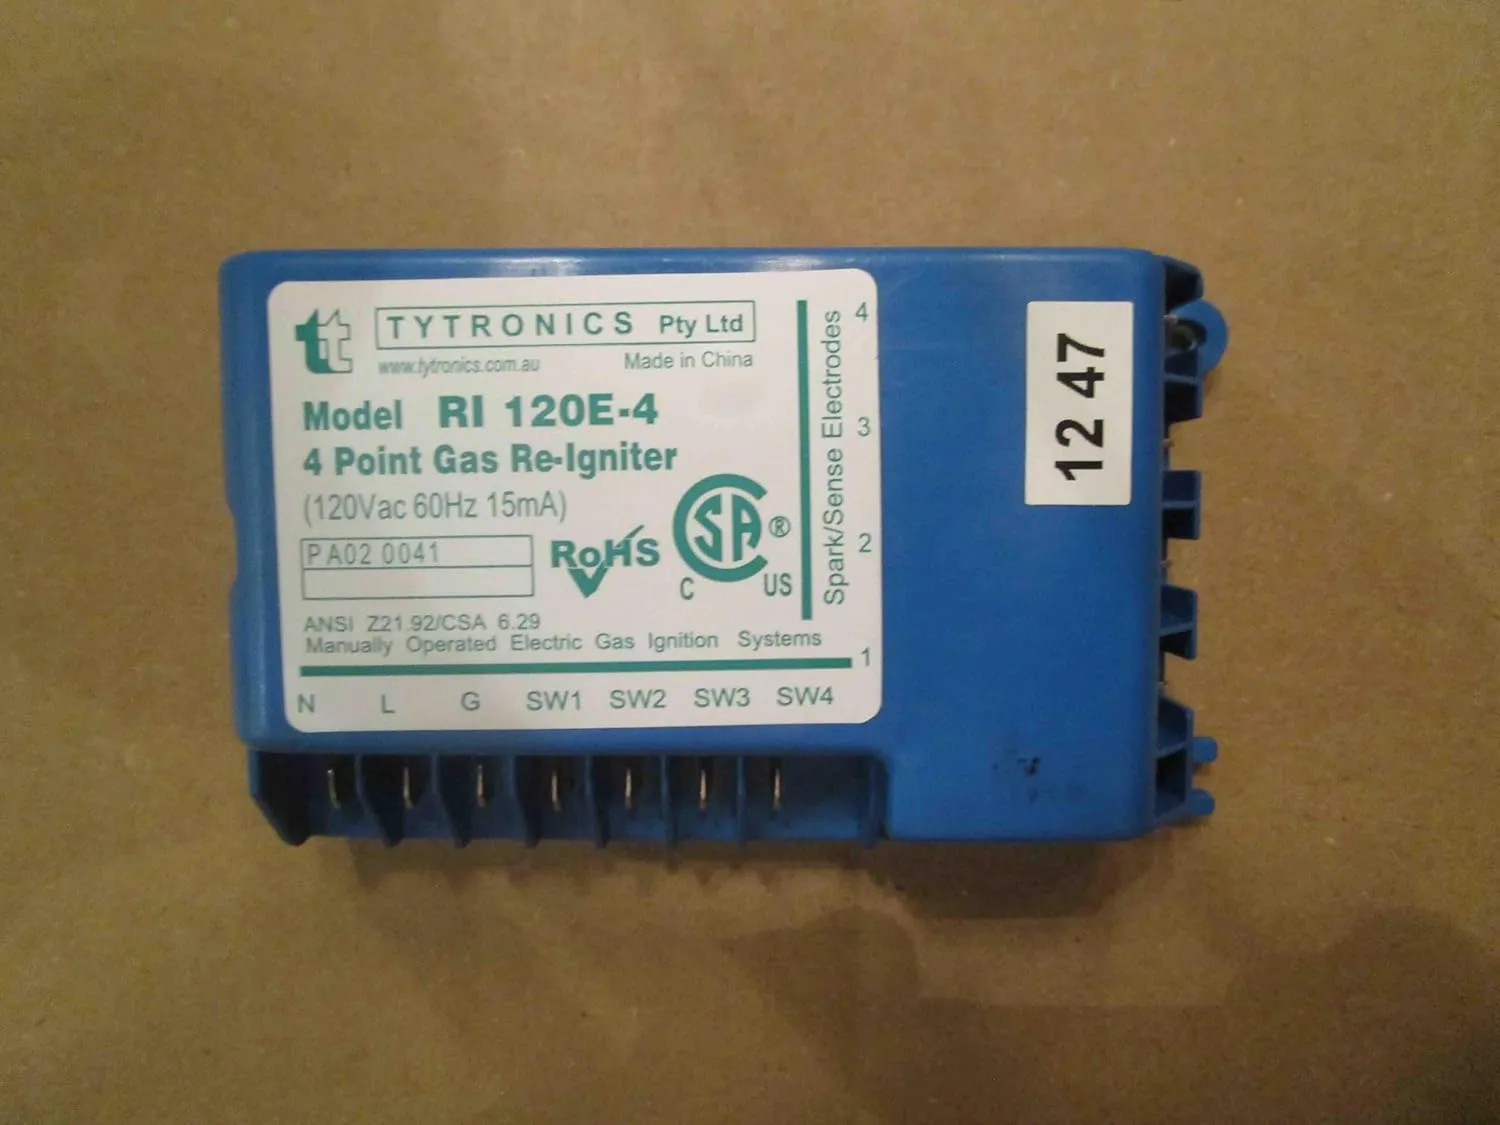 tt
TYTRONICS Pty Ltd
www.tytronics.com.au
Made in China
Model RI 120E-4
4 Point Gas Re-Igniter
(120Vac 60Hz 15mA)
PA02 0041
RoHS
CSA ®
C US
ANSI Z21.92/CSA 6.29
Manually Operated Electric Gas Ignition Systems
N L G SW1 SW2 SW3 SW4
Spark/Sense Electrodes
4
3
2
1
12 47